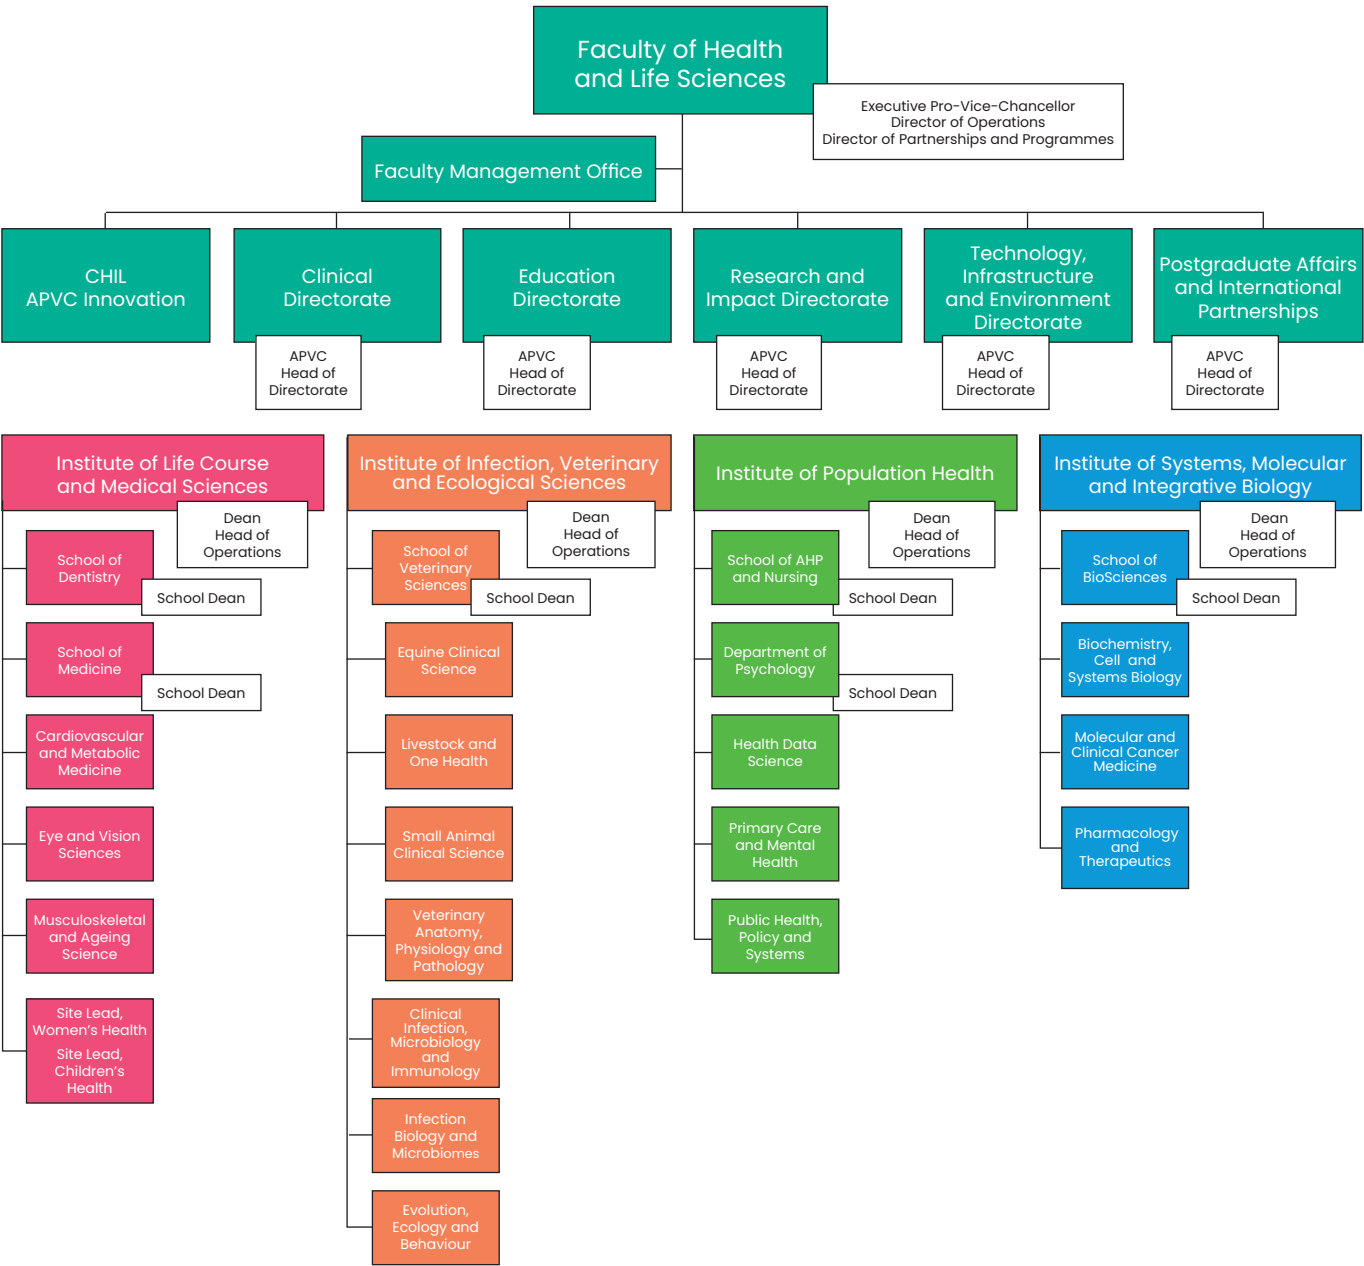 Faculty of Health
and Life Sciences
Executive Pro-Vice-Chancellor
Director of Operations
Director of Partnerships and Programmes
Faculty Management Office
CHIL
APVC Innovation
Clinical
Directorate
APVC
Head of
Directorate
Education
Directorate
APVC
Head of
Directorate
Research and
Impact Directorate
APVC
Head of
Directorate
Technology,
Infrastructure
and Environment
Directorate
APVC
Head of
Directorate
Postgraduate Affairs
and International
Partnerships
APVC
Head of
Directorate
Institute of Life Course
and Medical Sciences
Dean
Head of
Operations
School of
Dentistry
School Dean
School of
Medicine
School Dean
Cardiovascular
and Metabolic
Medicine
Eye and Vision
Sciences
Musculoskeletal
and Ageing
Science
Site Lead,
Women's Health
Site Lead,
Children's
Health
Institute of Infection, Veterinary
and Ecological Sciences
Dean
Head of
Operations
School of
Veterinary
Sciences
School Dean
Equine Clinical
Science
Livestock and
One Health
Small Animal
Clinical Science
Veterinary
Anatomy,
Physiology and
Pathology
Clinical
Infection,
Microbiology
and
Immunology
Infection
Biology and
Microbiomes
Evolution,
Ecology and
Behaviour
Institute of Population Health
Dean
Head of
Operations
School of AHP
and Nursing
School Dean
Department of
Psychology
School Dean
Health Data
Science
Primary Care
and Mental
Health
Public Health,
Policy and
Systems
Institute of Systems, Molecular
and Integrative Biology
Dean
Head of
Operations
School of
BioSciences
School Dean
Biochemistry,
Cell  and
Systems Biology
Molecular and
Clinical Cancer
Medicine
Pharmacology
and
Therapeutics